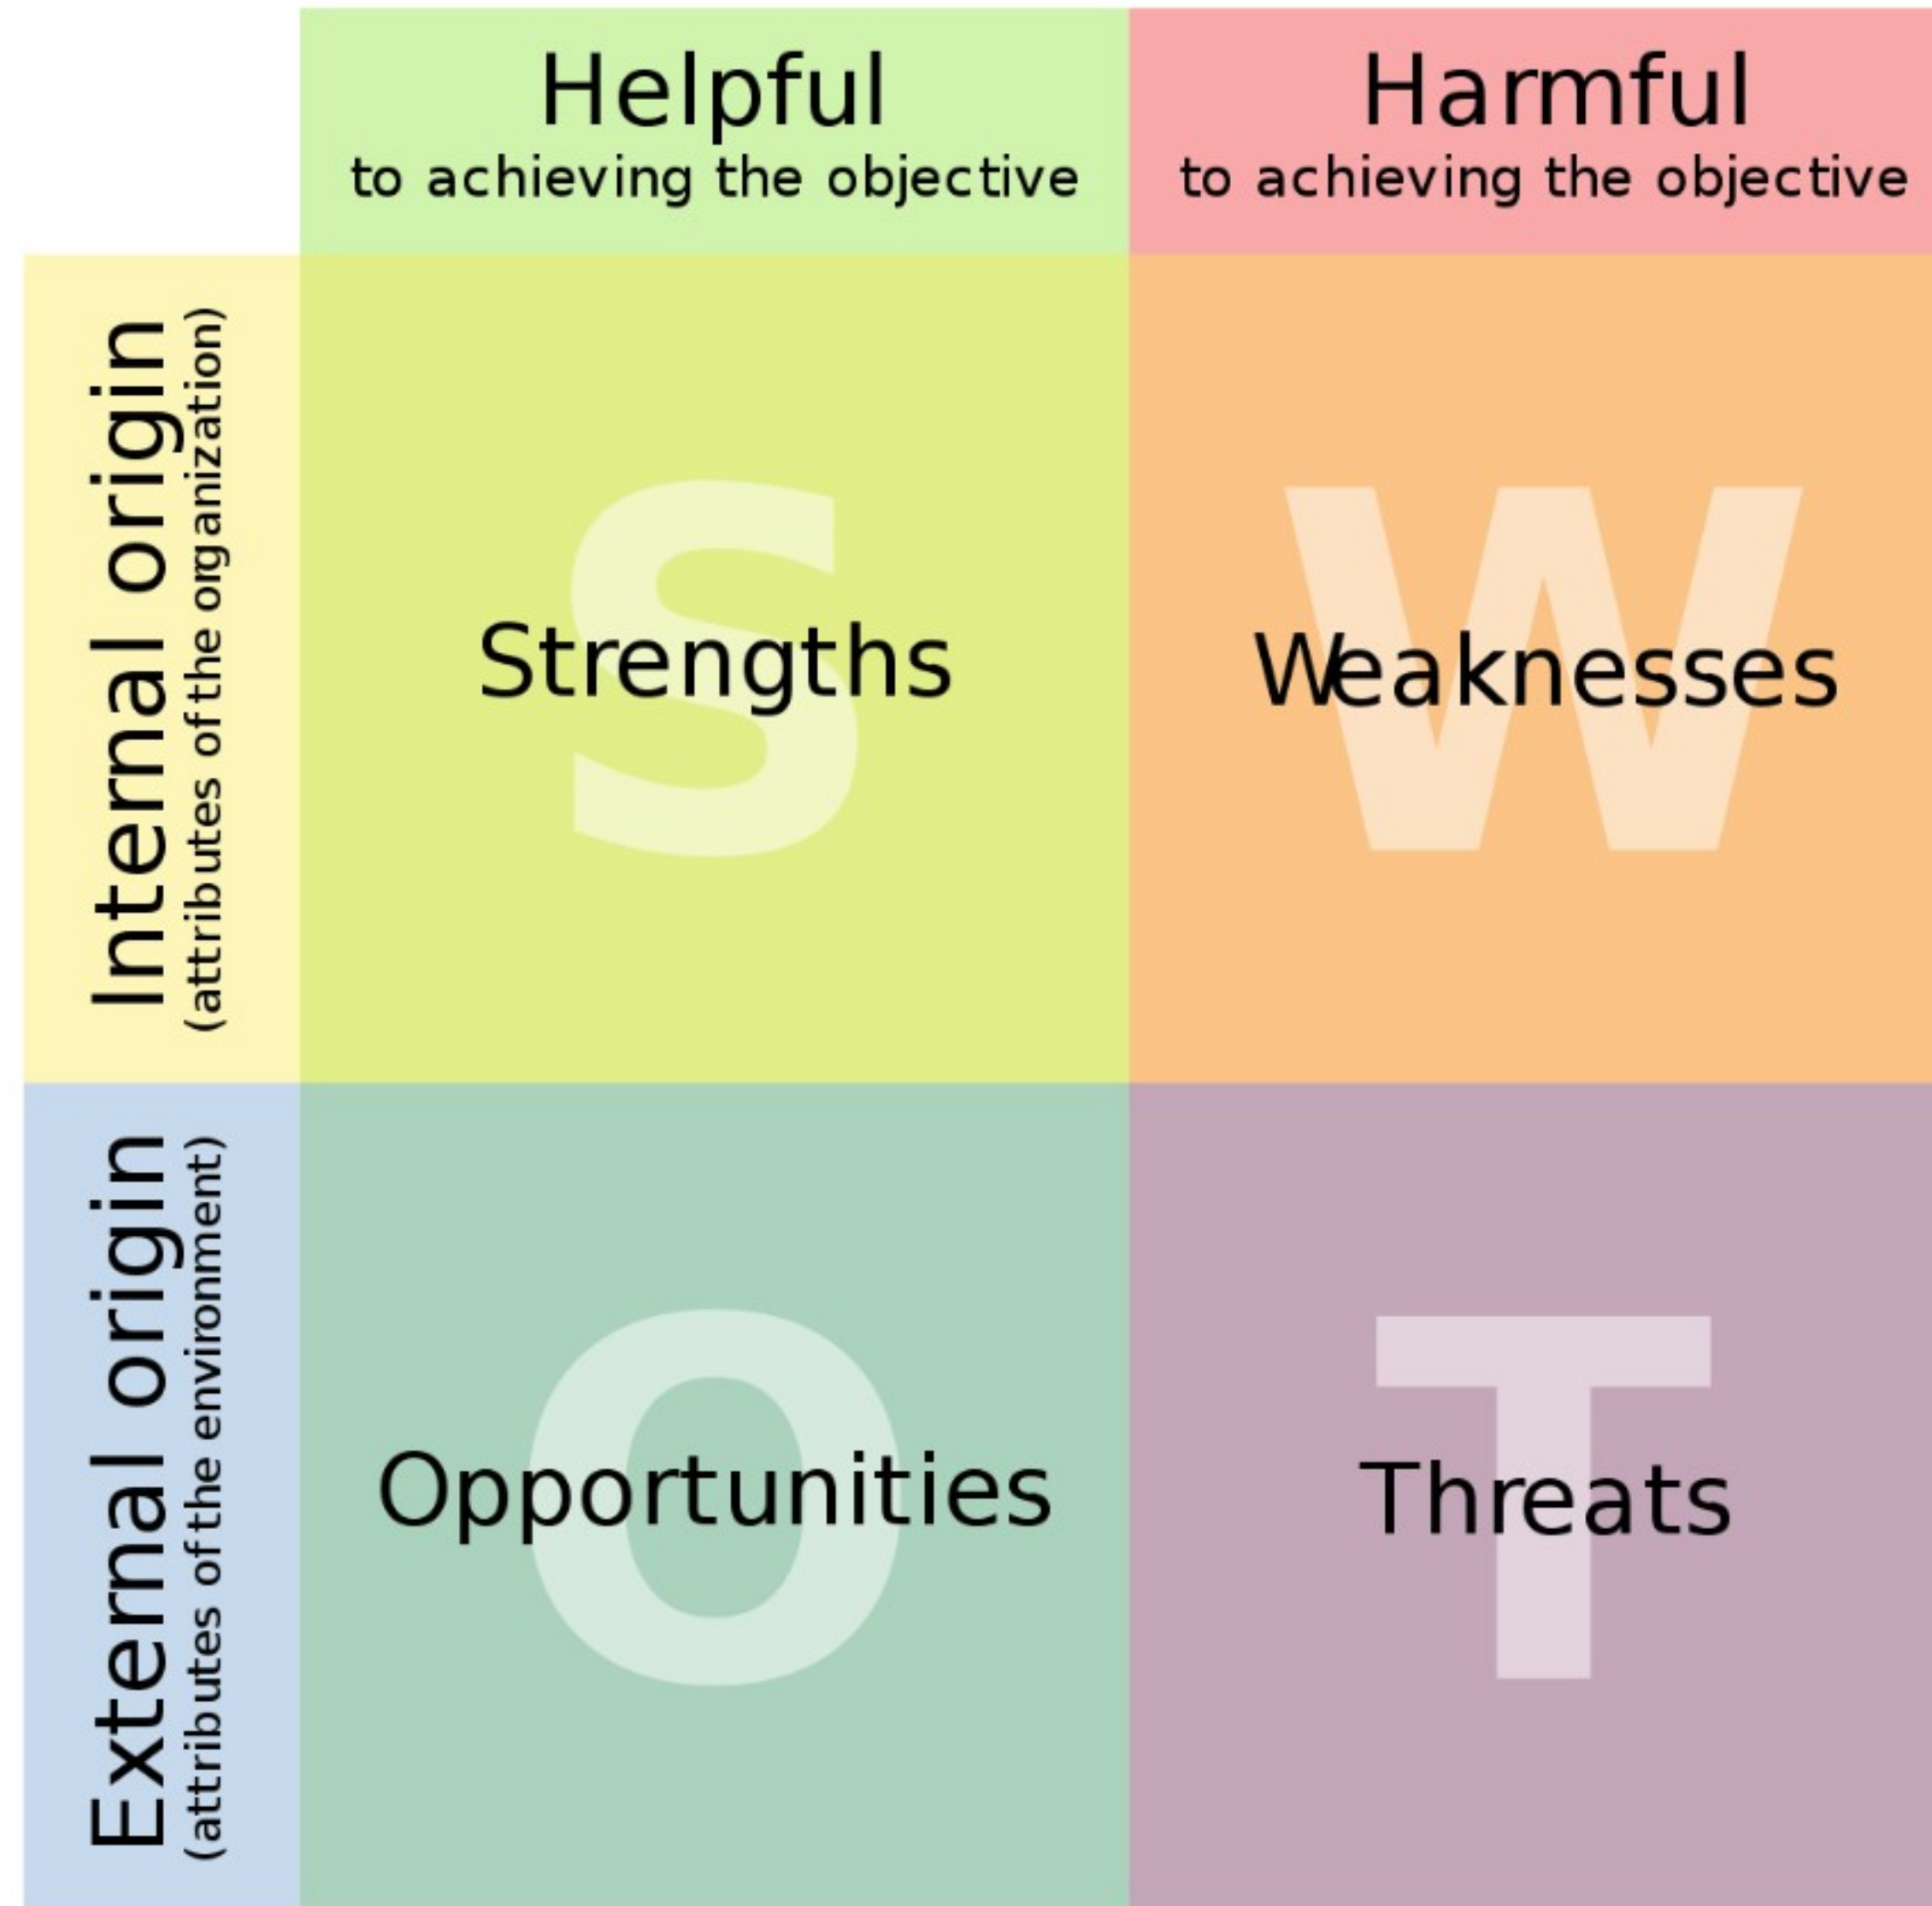 Helpful
to achieving the objective
Harmful
to achieving the objective
Internal origin
(attributes of the organization)
S
Strengths
W
Weaknesses
External origin
(attributes of the environment)
O
Opportunities
T
Threats